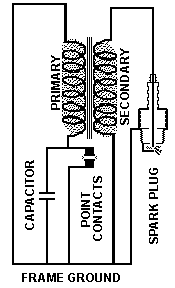 PRIMARY
SECONDARY
CAPACITOR
POINT
CONTACTS
SPARK PLUG
FRAME GROUND